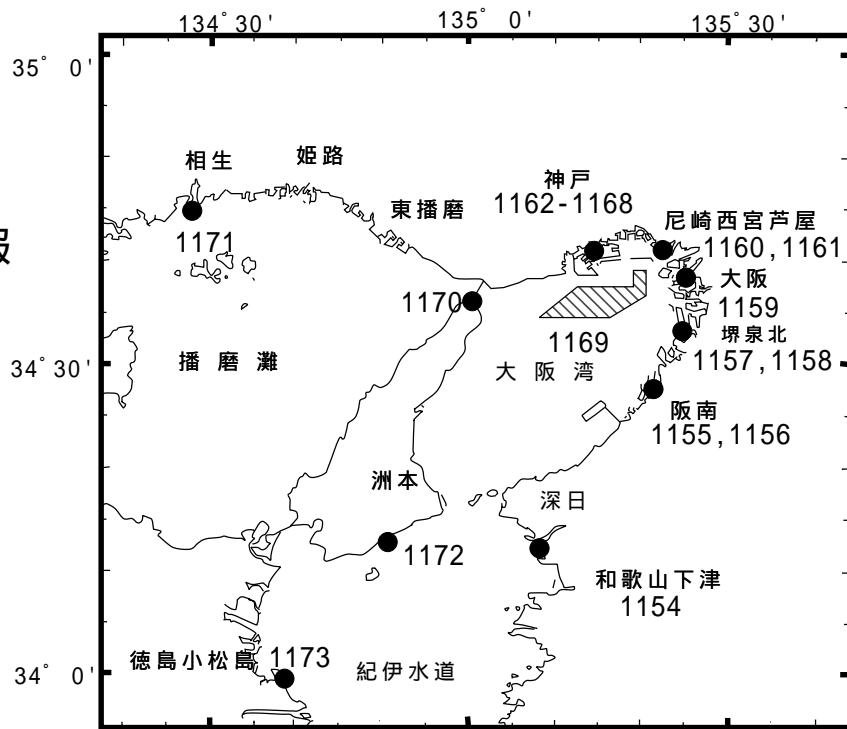 134° 30'
135° 0'
135° 30'
35° 0'
相生
姫路
神戸
1162-1168
東播磨
尼崎西宮芦屋
1160,1161
報
1171
1170
大阪
1159
1169
堺泉北
1157,1158
34° 30'
播磨灘
大阪湾
阪南
1155,1156
洲本
深日
1172
和歌山下津
1154
徳島小松島 1173
紀伊水道
34° 0'